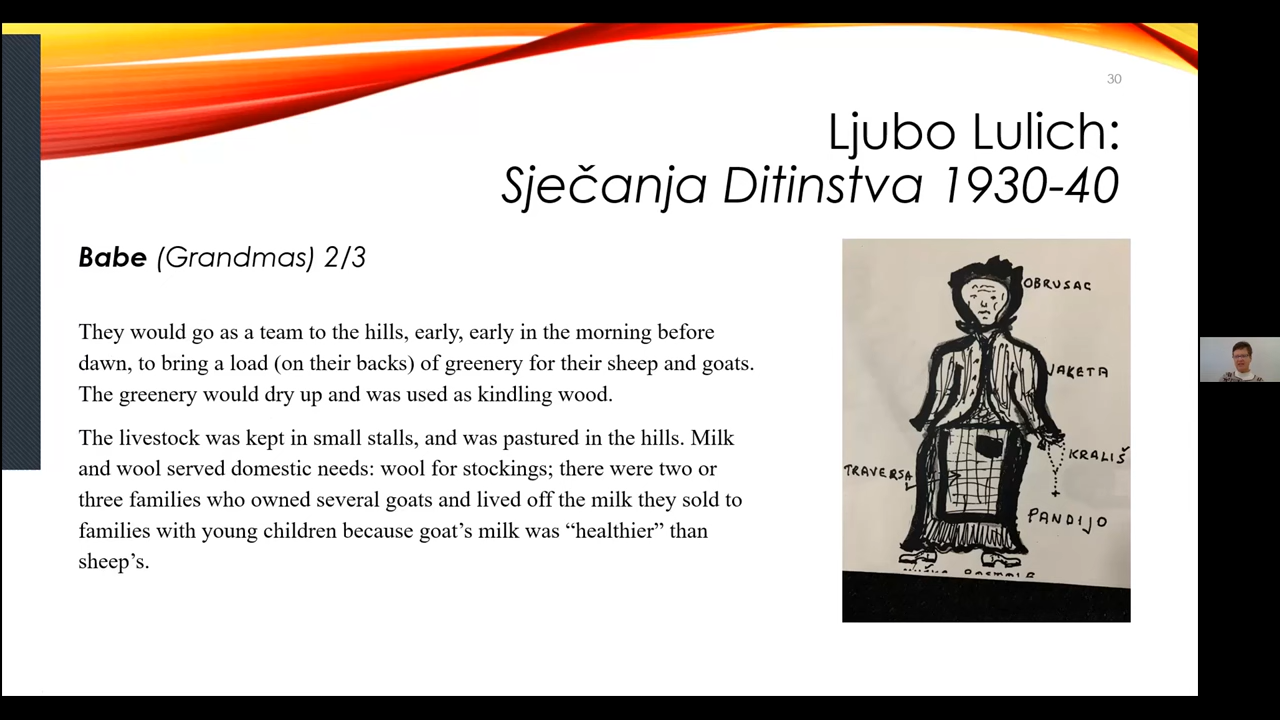 30
Ljubo Lulich:
Sječanja Ditinstva 1930-40
Babe (Grandmas) 2/3
They would go as a team to the hills, early, early in the morning before
dawn, to bring a load (on their backs) of greenery for their sheep and goats.
The greenery would dry up and was used as kindling wood.
The livestock was kept in small stalls, and was pastured in the hills. Milk
and wool served domestic needs: wool for stockings; there were two or
three families who owned several goats and lived off the milk they sold to
families with young children because goat’s milk was “healthier” than
sheep’s.
OBRUSAC
JAKETA
KRALIŠ
TRAVERSA
PANDIJO